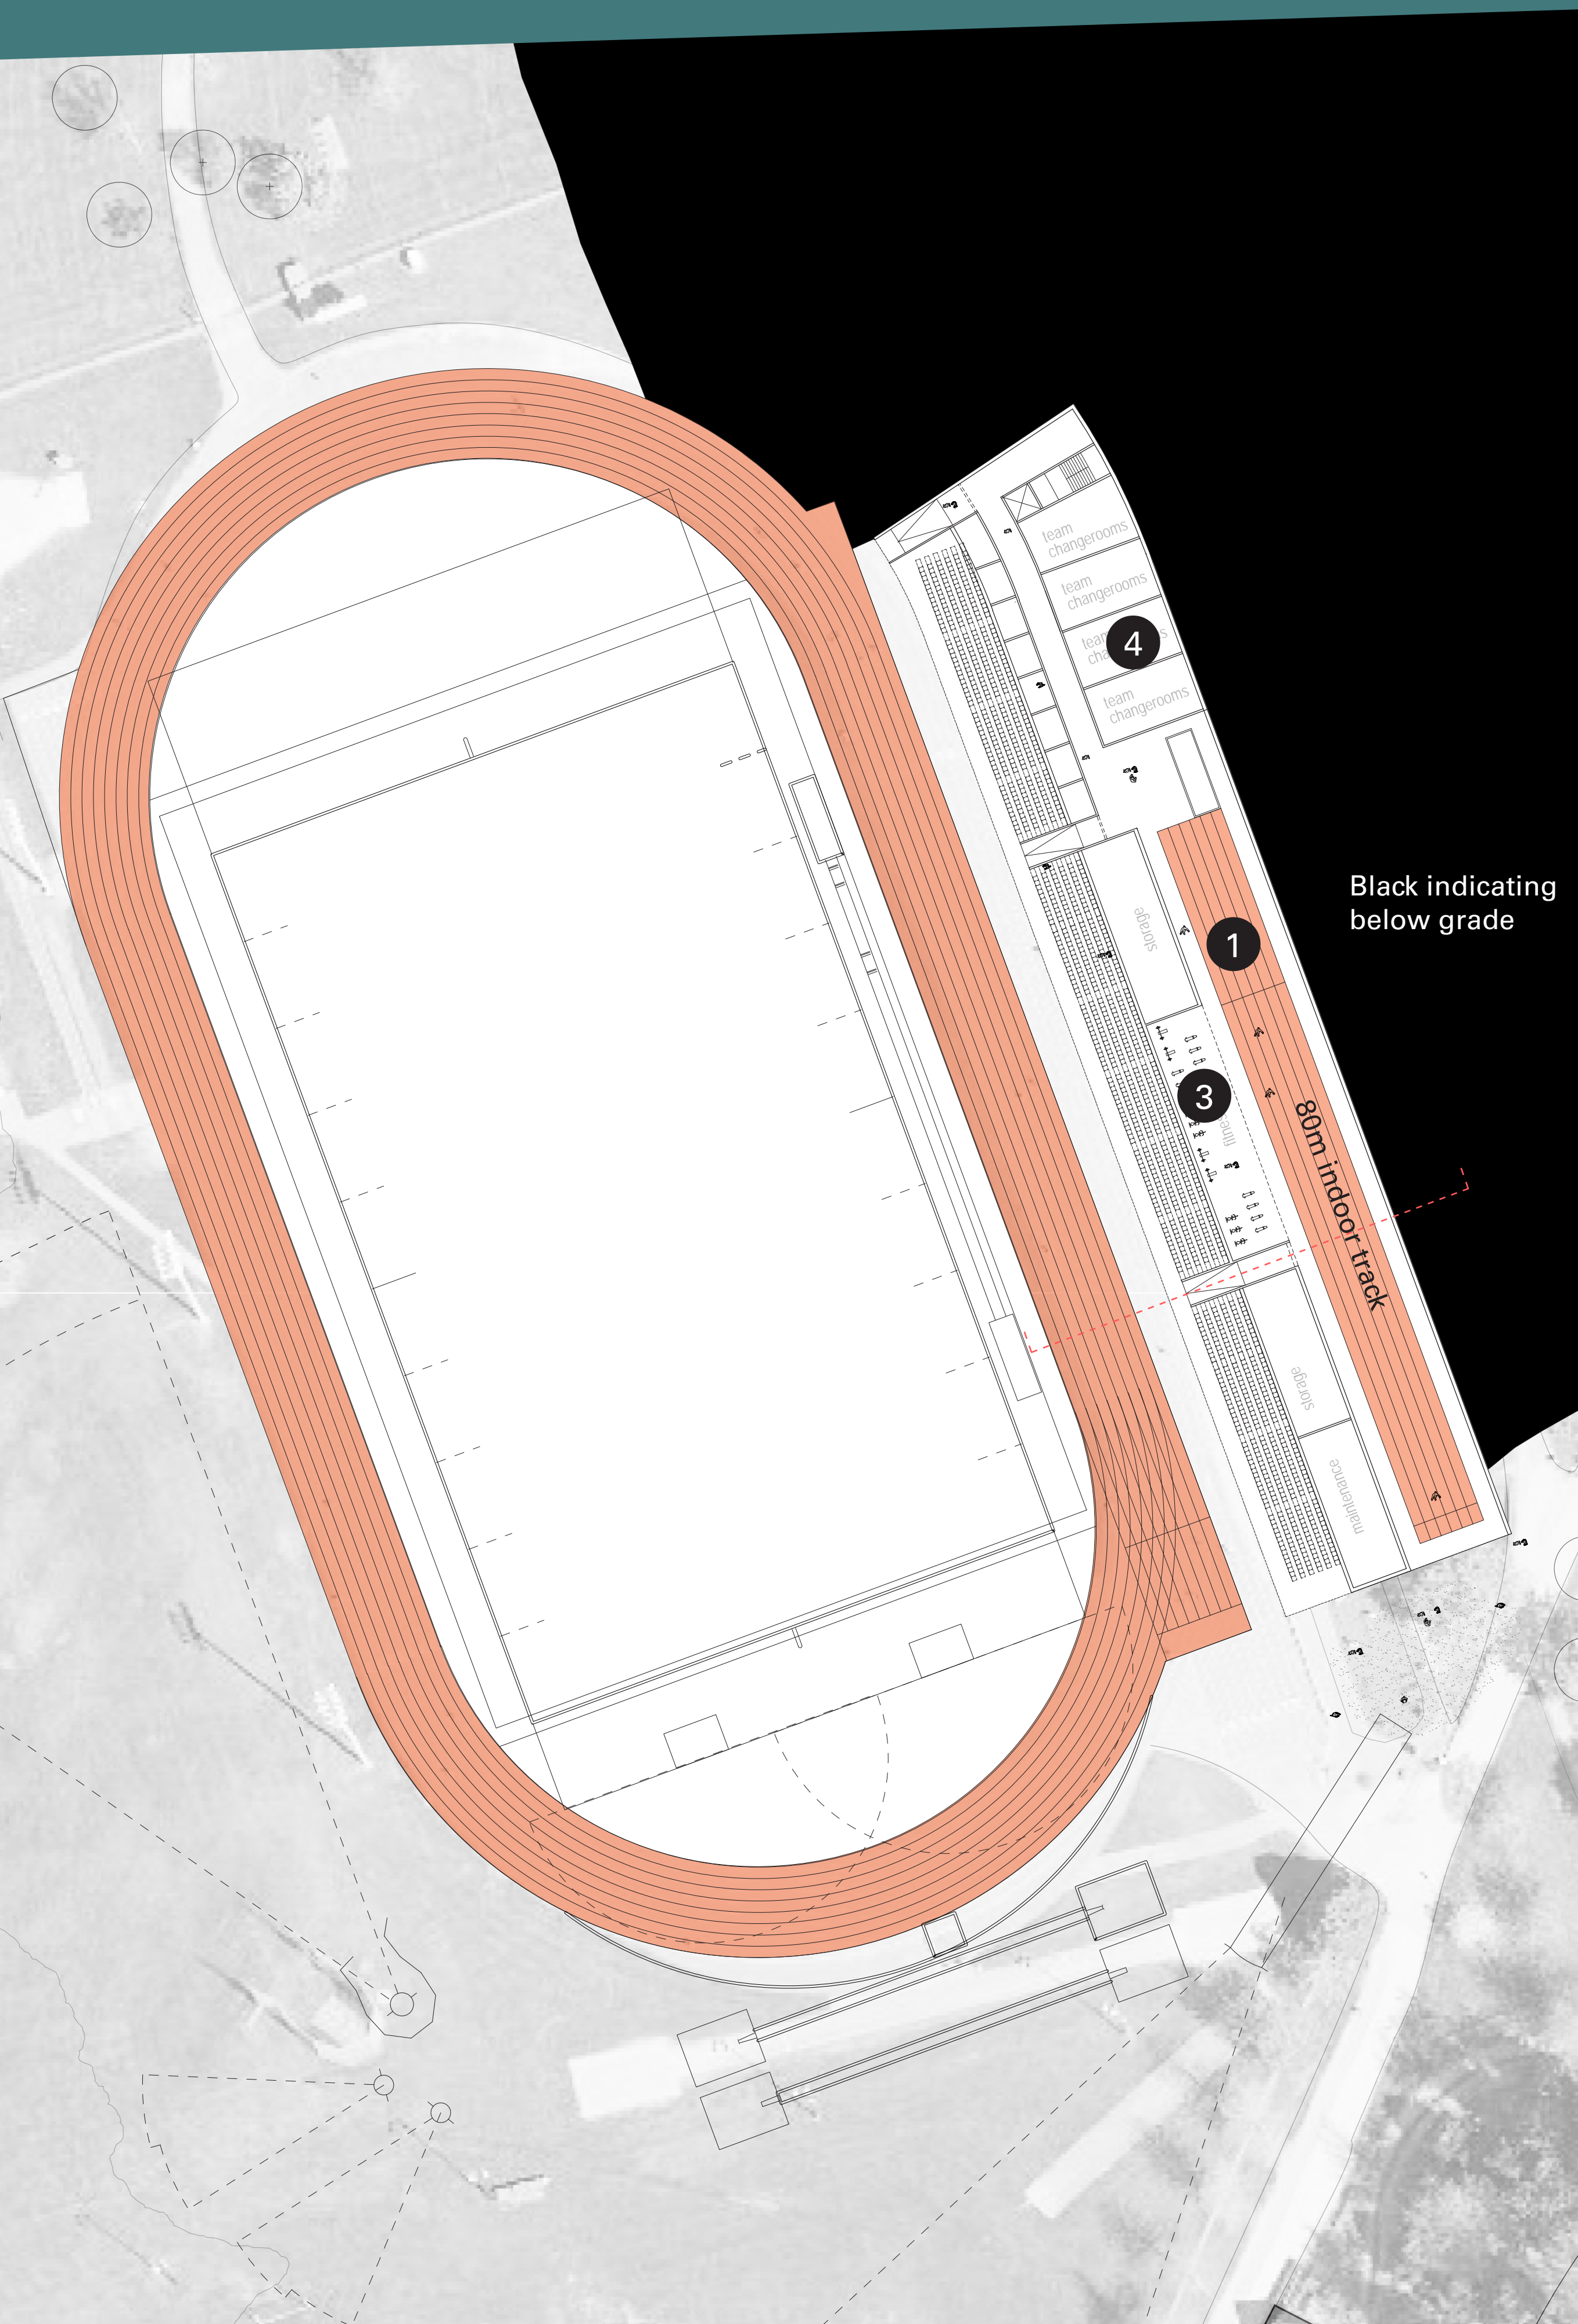 team
changerooms
team
changerooms
4
team
changerooms
storage
1
Black indicating
below grade
3
80m indoor track
storage
maintenance